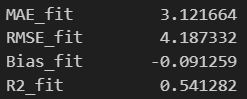 MAE_fit 3.121664
RMSE_fit 4.187332
Bias_fit -0.091259
R2_fit 0.541282